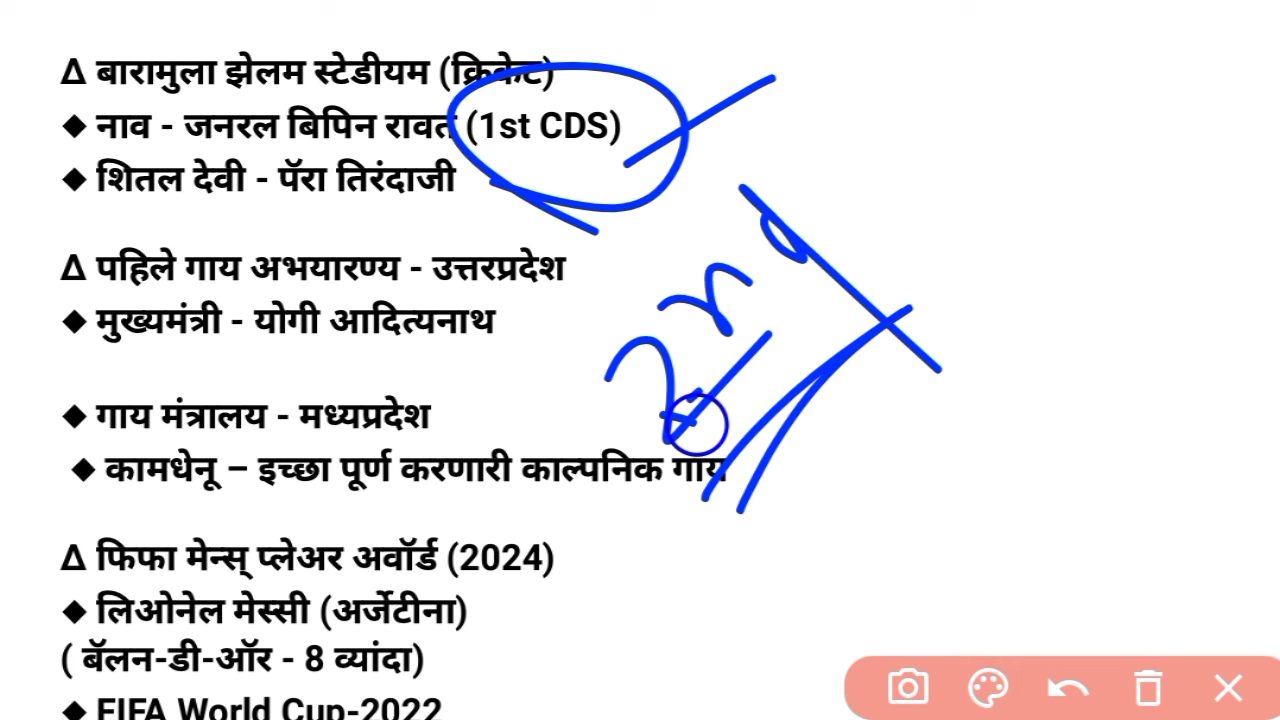 Δ बारामुला झेलम स्टेडीयम (क्रिकेट)
◆ नाव - जनरल बिपिन रावत (1st CDS)
◆ शितल देवी - पॅरा तिरंदाजी
Δ पहिले गाय अभयारण्य - उत्तरप्रदेश
◆ मुख्यमंत्री - योगी आदित्यनाथ
◆ गाय मंत्रालय - मध्यप्रदेश
◆ कामधेनू – इच्छा पूर्ण करणारी काल्पनिक गाय
Δ फिफा मेन्स् प्लेअर अवॉर्ड (2024)
◆ लिओनेल मेस्सी (अर्जेटीना)
( बॅलन-डी-ऑर - 8 व्यांदा)
◆ FIFA World Cup-2022